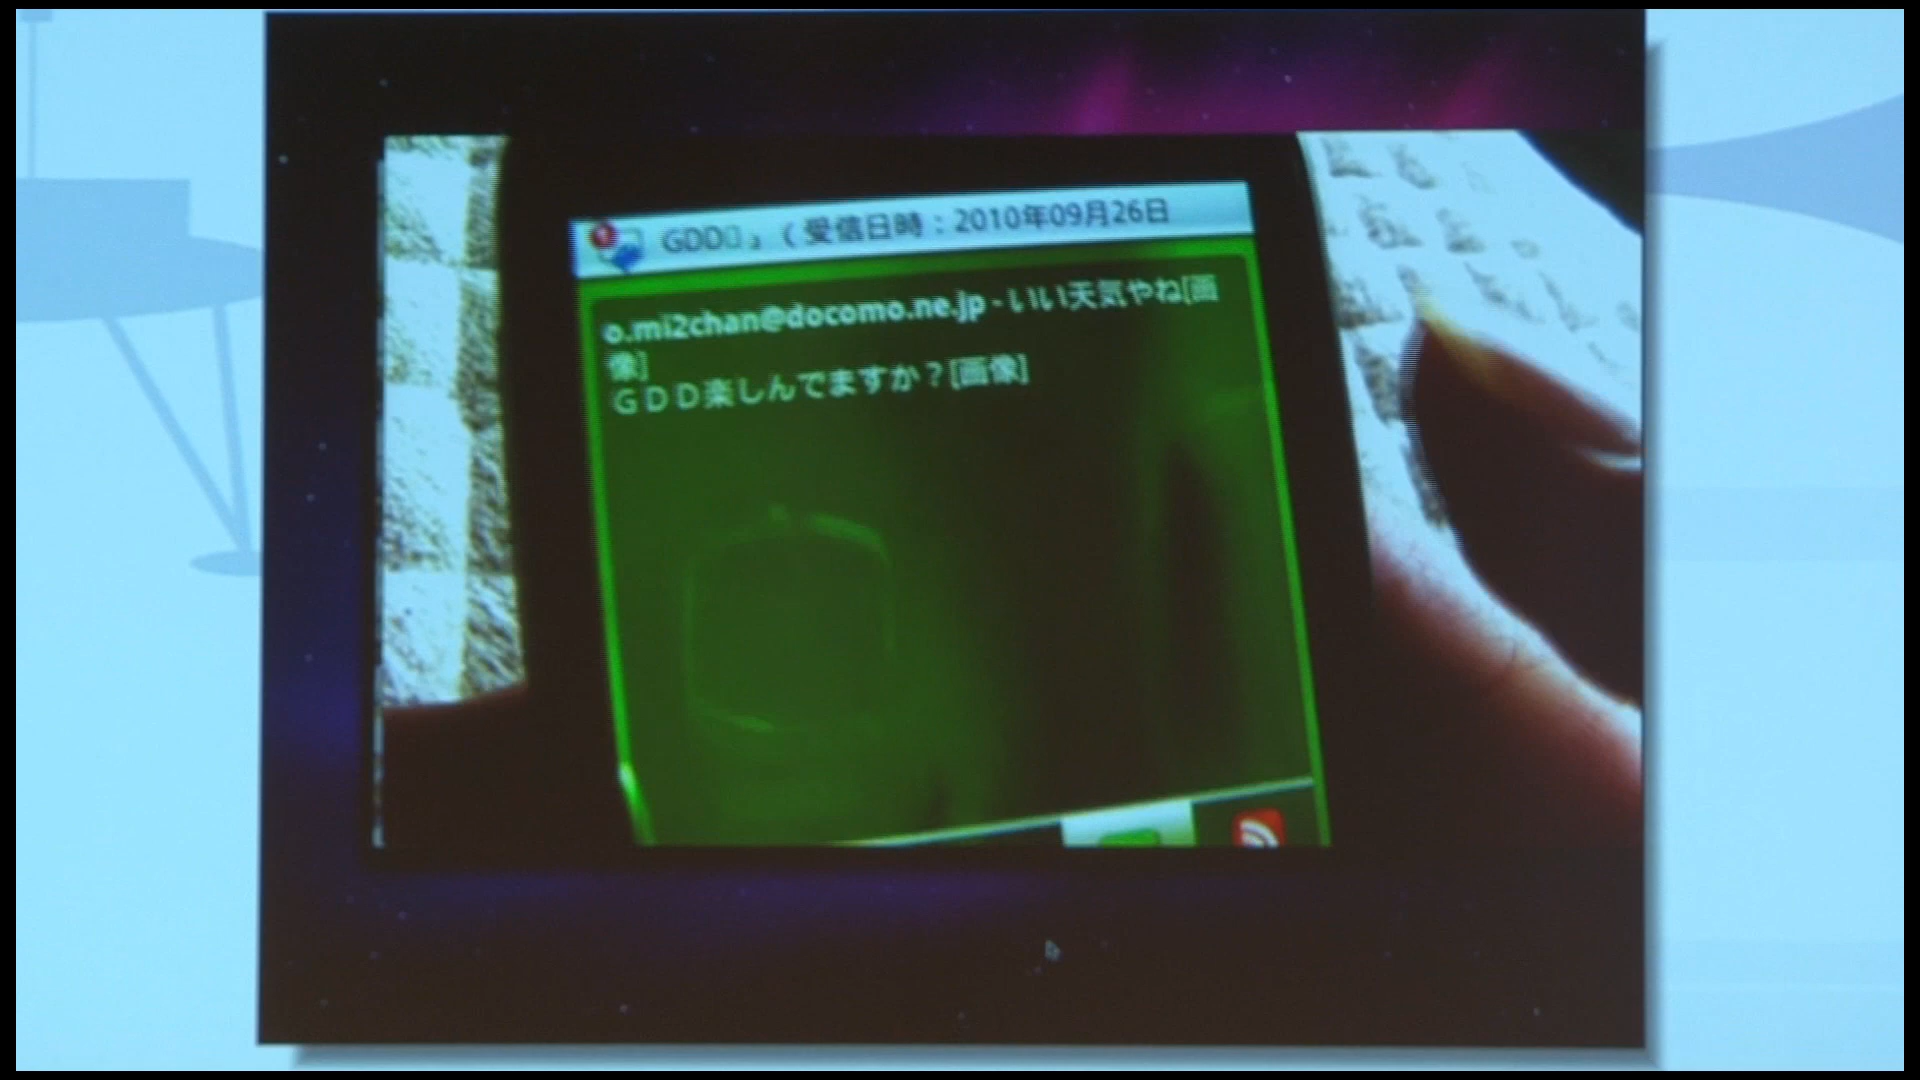 GDD 」（受信日時：2010年09月26日
o.mi2chan@docomo.ne.jp - いい天気やね[画
像]
ＧＤＤ楽しんでますか？[画像]